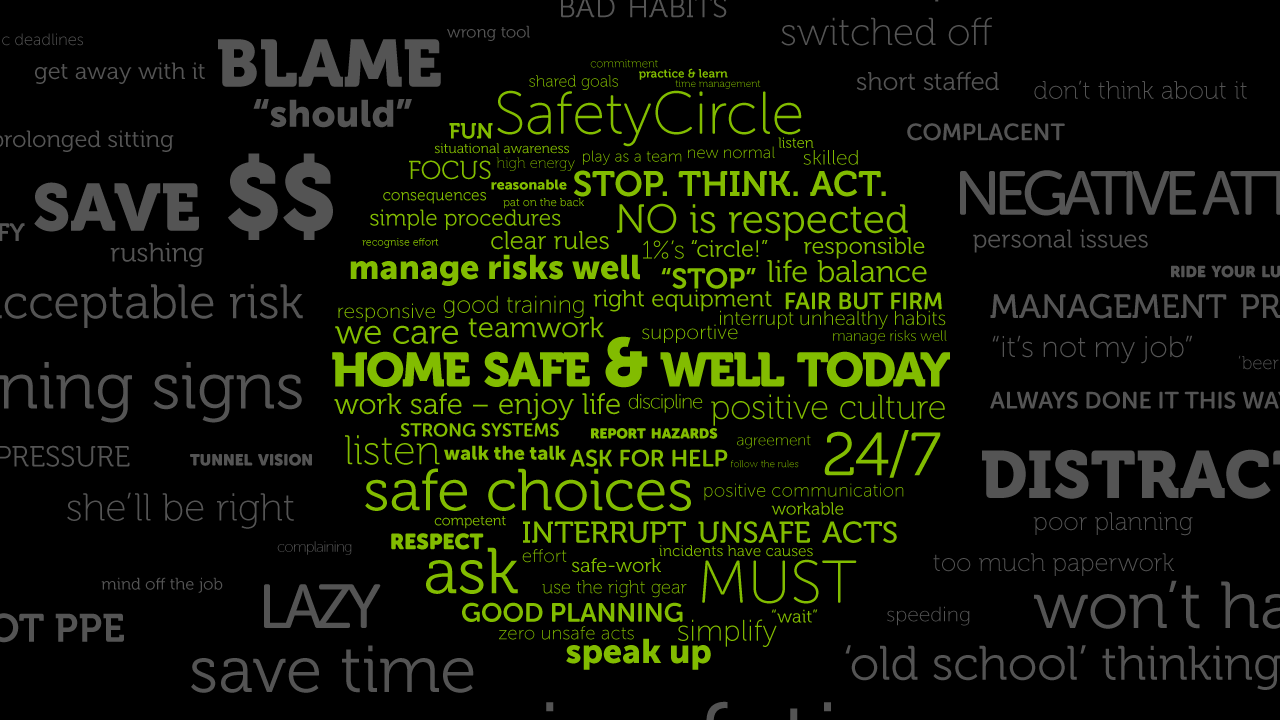 BAD HABITS
switched off
wrong tool
c deadlines
get away with it
BLAME
"should"
short staffed
don't think about it
prolonged sitting
COMPLACENT
SAVE $$
FY
rushing
NEGATIVE ATT
personal issues
RIDE YOUR LU
cceptable risk
MANAGEMENT PR
"it's not my job"
"beer
ning signs
ALWAYS DONE IT THIS WA
PRESSURE
TUNNEL VISION
DISTRACT
she'll be right
poor planning
complaining
too much paperwork
mind off the job
LAZY
OT PPE
speeding
won't ha
save time
'old school' thinking
commitment
practice & learn
shared goals
time management
SafetyCircle
FUN
situational awareness
listen
FOCUS
high energy
play as a team
new normal
skilled
consequences
reasonable
STOP. THINK. ACT.
pat on the back
simple procedures
NO is respected
recognise effort
clear rules
1%'s "circle!"
responsible
manage risks well
"STOP"
life balance
responsive
good training
right equipment
FAIR BUT FIRM
interrupt unhealthy habits
we care
teamwork
supportive
manage risks well
HOME SAFE & WELL TODAY
work safe – enjoy life
discipline
positive culture
STRONG SYSTEMS
REPORT HAZARDS
agreement
24/7
listen
walk the talk
ASK FOR HELP
follow the rules
safe choices
positive communication
workable
competent
INTERRUPT UNSAFE ACTS
RESPECT
incidents have causes
ask
effort
safe-work
MUST
use the right gear
GOOD PLANNING
"wait"
zero unsafe acts
simplify
speak up